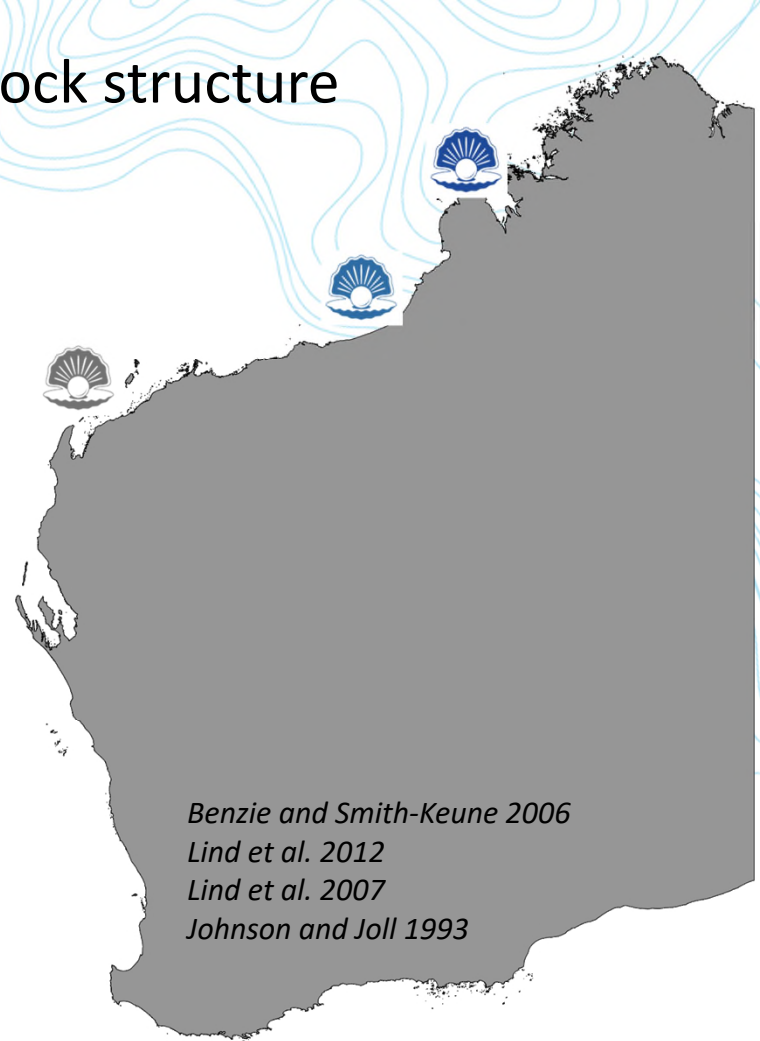 ock structure
Benzie and Smith-Keune 2006
Lind et al. 2012
Lind et al. 2007
Johnson and Joll 1993